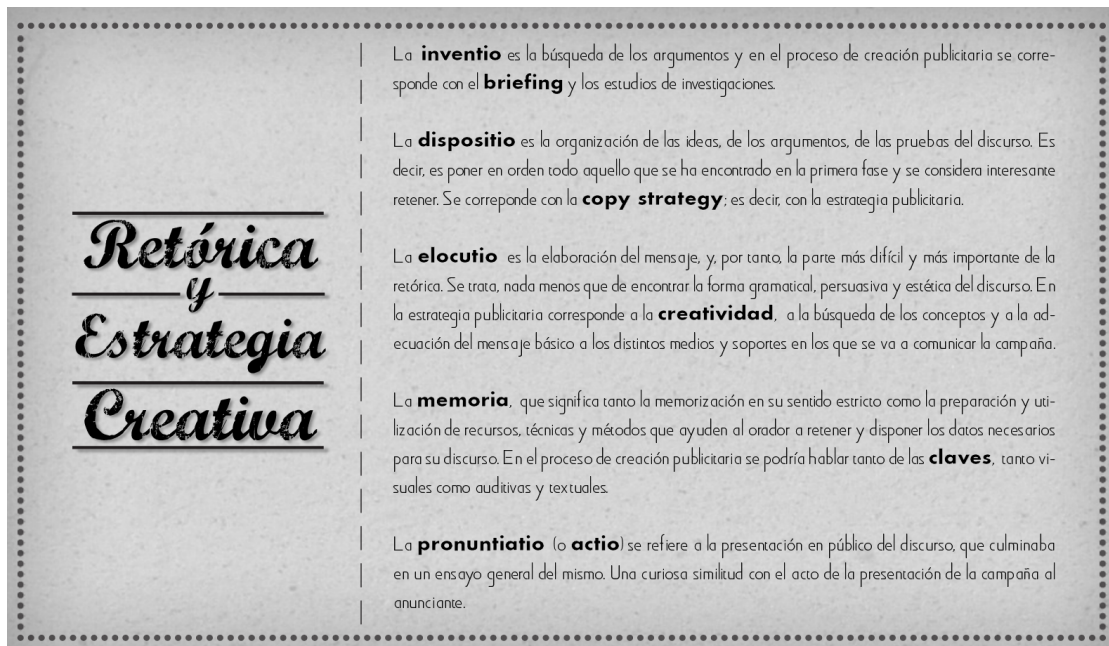 Retórica
y
Estrategia
Creativa
La inventio es la búsqueda de los argumentos y en el proceso de creación publicitaria se corre-
sponde con el briefing y los estudios de investigaciones.
La dispositio es la organización de las ideas, de los argumentos, de las pruebas del discurso. Es
decir, es poner en orden todo aquello que se ha encontrado en la primera fase y se considera interesante
retener. Se correponde con la copy strategy; es decir, con la estrategia publicitaria.
La elocutio es la elaboración del mensaje, y, por tanto, la parte más difícil y más importante de la
retórica. Se trata, nada menos que de encontrar la forma gramatical, persuasiva y estética del discurso. En
la estrategia publicitaria corresponde a la creatividad, a la búsqueda de los conceptos y a la ad-
ecuación del mensaje básico a los distintos medios y soportes en los que se va a comunicar la campaña.
La memoria, que significa tanto la memorización en su sentido estricto como la preparación y uti-
lización de recursos, técnicas y métodos que ayuden al orador a retener y disponer los datos necesarios
para su discurso. En el proceso de creación publicitaria se podría hablar tanto de las claves, tanto vi-
suales como auditivas y textuales.
La pronuntiatio (o actio) se refiere a la presentación en público del discurso, que culminaba
en un ensayo general del mismo. Una curiosa similitud con el acto de la presentación de la campaña al
anunciante.